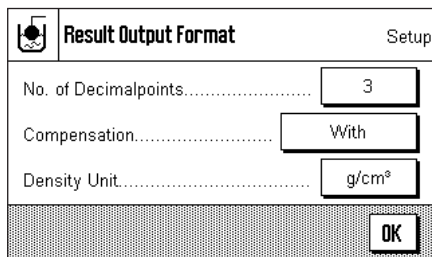 Result Output Format Setup
No. of Decimalpoints....................... 3
Compensation......................... With
Density Unit.................................... g/cm³
OK